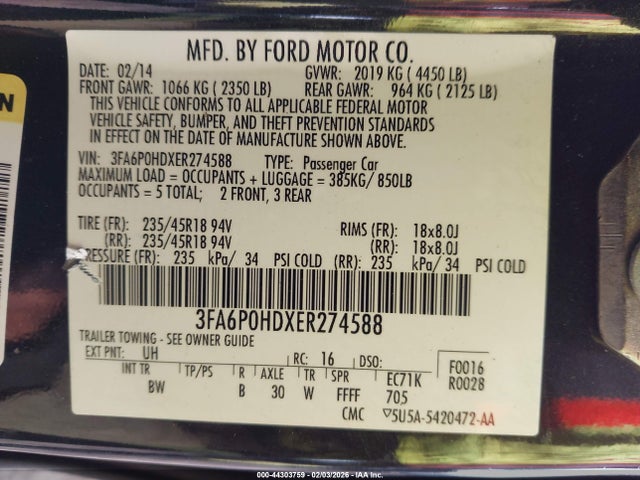 MFD. BY FORD MOTOR CO.
DATE: 02/14 GVWR: 2019 KG ( 4450 LB)
FRONT GAWR: 1066 KG ( 2350 LB) REAR GAWR: 964 KG ( 2125 LB)
THIS VEHICLE CONFORMS TO ALL APPLICABLE FEDERAL MOTOR
VEHICLE SAFETY, BUMPER, AND THEFT PREVENTION STANDARDS
IN EFFECT ON THE DATE OF MANUFACTURE SHOWN ABOVE.
VIN: 3FA6P0HDXER274588 TYPE: Passenger Car
MAXIMUM LOAD = OCCUPANTS + LUGGAGE = 385KG/ 850LB
OCCUPANTS = 5 TOTAL; 2 FRONT, 3 REAR
TIRE (FR): 235/45R18 94V RIMS (FR): 18x8.0J
(RR): 235/45R18 94V (RR): 18x8.0J
PRESSURE (FR): 235 kPa/ 34 PSI COLD (RR): 235 kPa/ 34 PSI COLD
3FA6P0HDXER274588
TRAILER TOWING - SEE OWNER GUIDE
EXT PNT: UH RC: 16 DSO: F0016
INT TR TP/PS R AXLE TR SPR EC71K R0028
BW B 30 W FFFF 705
CMC ▽5U5A-5420472-AA
N
000-44303759 - 02/03/2026 - IAA Inc.